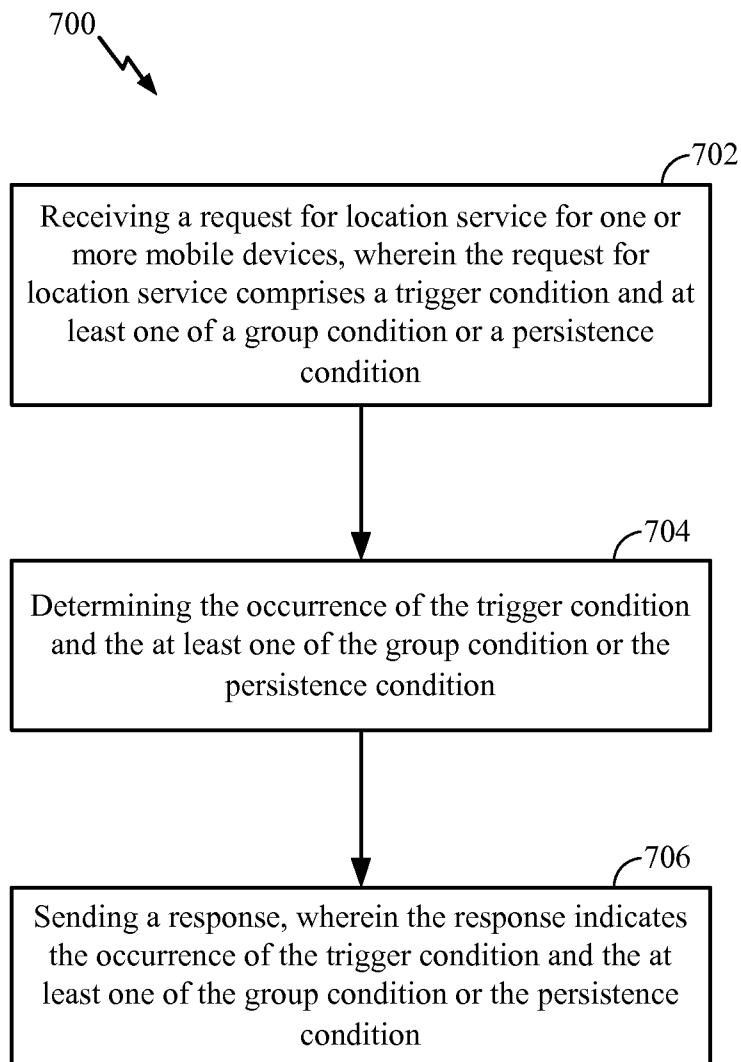 700
702
Receiving a request for location service for one or
more mobile devices, wherein the request for
location service comprises a trigger condition and at
least one of a group condition or a persistence
condition
704
Determining the occurrence of the trigger condition
and the at least one of the group condition or the
persistence condition
706
Sending a response, wherein the response indicates
the occurrence of the trigger condition and the at
least one of the group condition or the persistence
condition